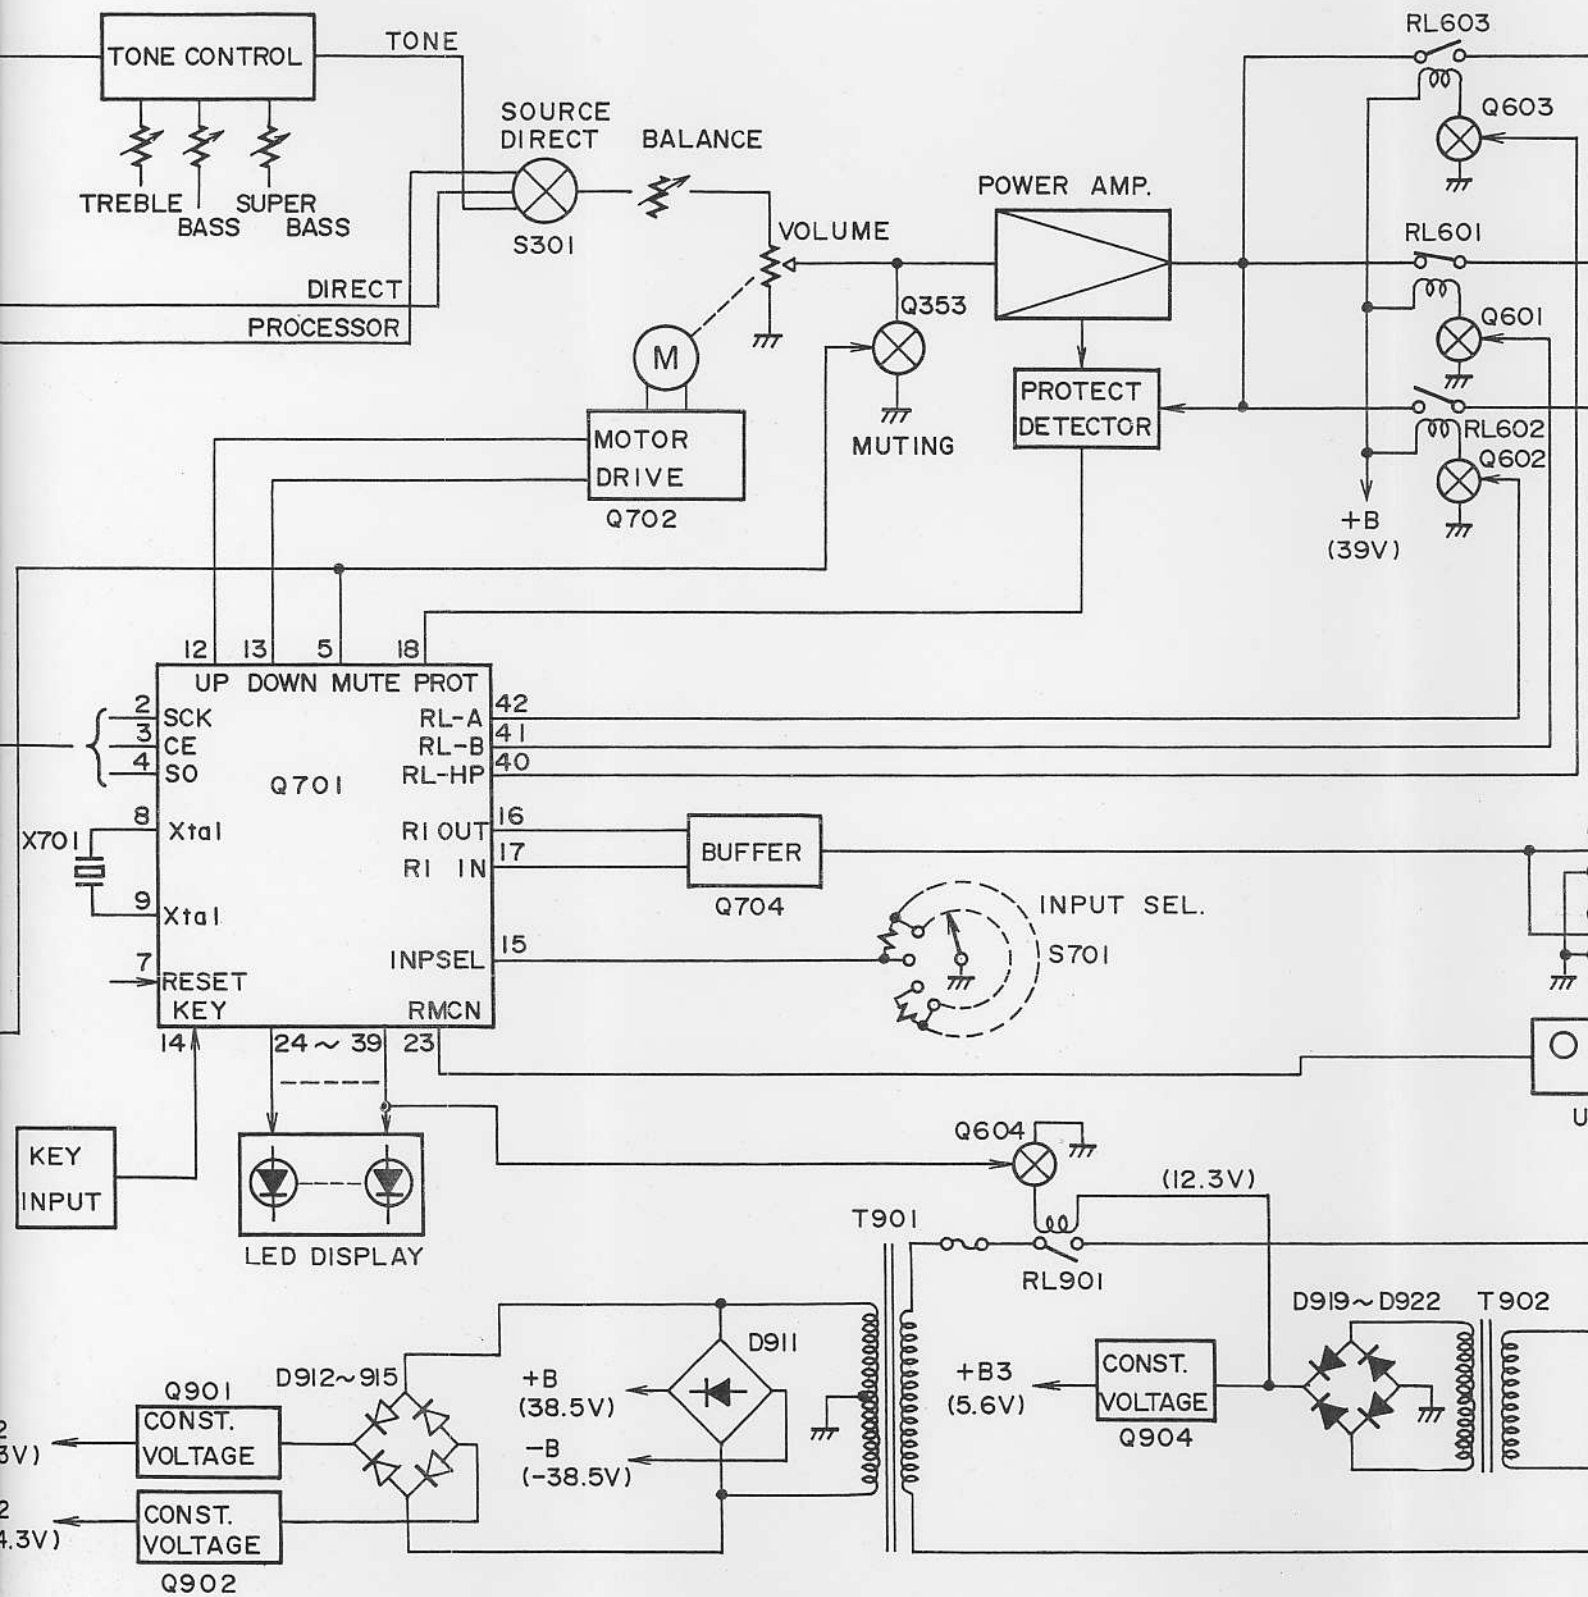 TONE CONTROL
TONE
TREBLE
BASS
SUPER
BASS
SOURCE
DIRECT
S301
BALANCE
VOLUME
DIRECT
PROCESSOR
M
MOTOR
DRIVE
Q702
Q353
MUTING
POWER AMP.
PROTECT
DETECTOR
RL603
Q603
RL601
Q601
RL602
Q602
+B
(39V)
12
13
5
18
UP DOWN MUTE PROT
2
SCK
3
CE
4
SO
Q701
8
Xtal
X701
9
Xtal
7
RESET
KEY
RL-A
42
RL-B
41
RL-HP
40
RI OUT
16
RI IN
17
BUFFER
Q704
INPSEL
15
INPUT SEL.
S701
RMCN
14
24~39
23
KEY
INPUT
LED DISPLAY
U
Q604
(12.3V)
T901
RL901
D919~D922
T902
D911
+B
(38.5V)
-B
(-38.5V)
+B3
(5.6V)
CONST.
VOLTAGE
Q904
D912~915
Q901
CONST.
VOLTAGE
2
3V)
CONST.
VOLTAGE
Q902
2
4.3V)